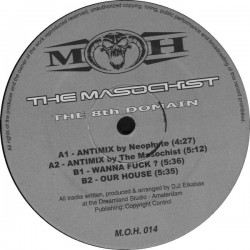 MOH
THE MASOCHIST
THE 8th DOMAIN
A1 - ANTIMIX by Neophyte (4:27)
A2 - ANTIMIX by The Masochist (5:12)
B1 - WANNA FUCK ? (5:36)
B2 - OUR HOUSE (5:35)
All tracks written, produced & arranged by D.J. Elkabas
at the Dreamland Studio - Amsterdam
Publishing: Copyright Control
M.O.H. 014